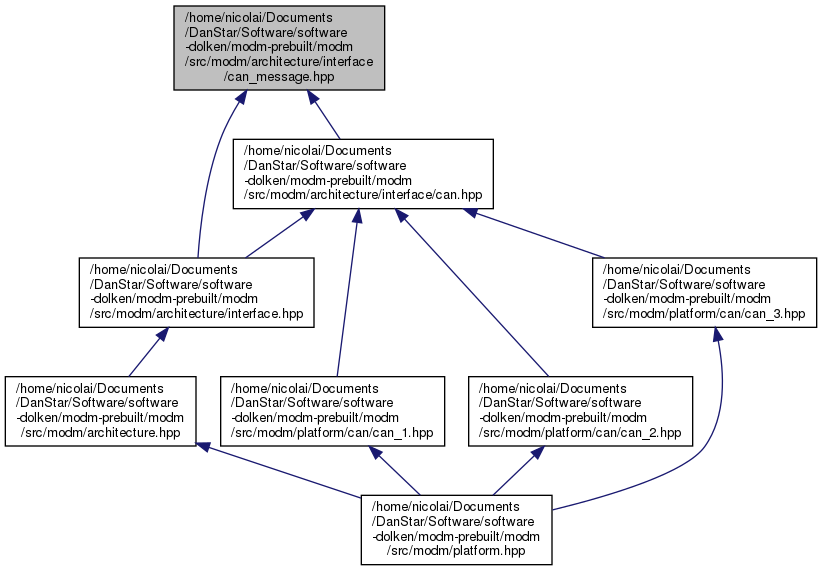 /home/nicolai/Documents
/DanStar/Software/software
-dolken/modm-prebuilt/modm
/src/modm/architecture/interface
/can_message.hpp
/home/nicolai/Documents
/DanStar/Software/software
-dolken/modm-prebuilt/modm
/src/modm/architecture/interface/can.hpp
/home/nicolai/Documents
/DanStar/Software/software
-dolken/modm-prebuilt/modm
/src/modm/architecture/interface.hpp
/home/nicolai/Documents
/DanStar/Software/software
-dolken/modm-prebuilt/modm
/src/modm/platform/can/can_3.hpp
/home/nicolai/Documents
/DanStar/Software/software
-dolken/modm-prebuilt/modm
/src/modm/architecture.hpp
/home/nicolai/Documents
/DanStar/Software/software
-dolken/modm-prebuilt/modm
/src/modm/platform/can/can_1.hpp
/home/nicolai/Documents
/DanStar/Software/software
-dolken/modm-prebuilt/modm
/src/modm/platform/can/can_2.hpp
/home/nicolai/Documents
/DanStar/Software/software
-dolken/modm-prebuilt/modm
/src/modm/platform.hpp